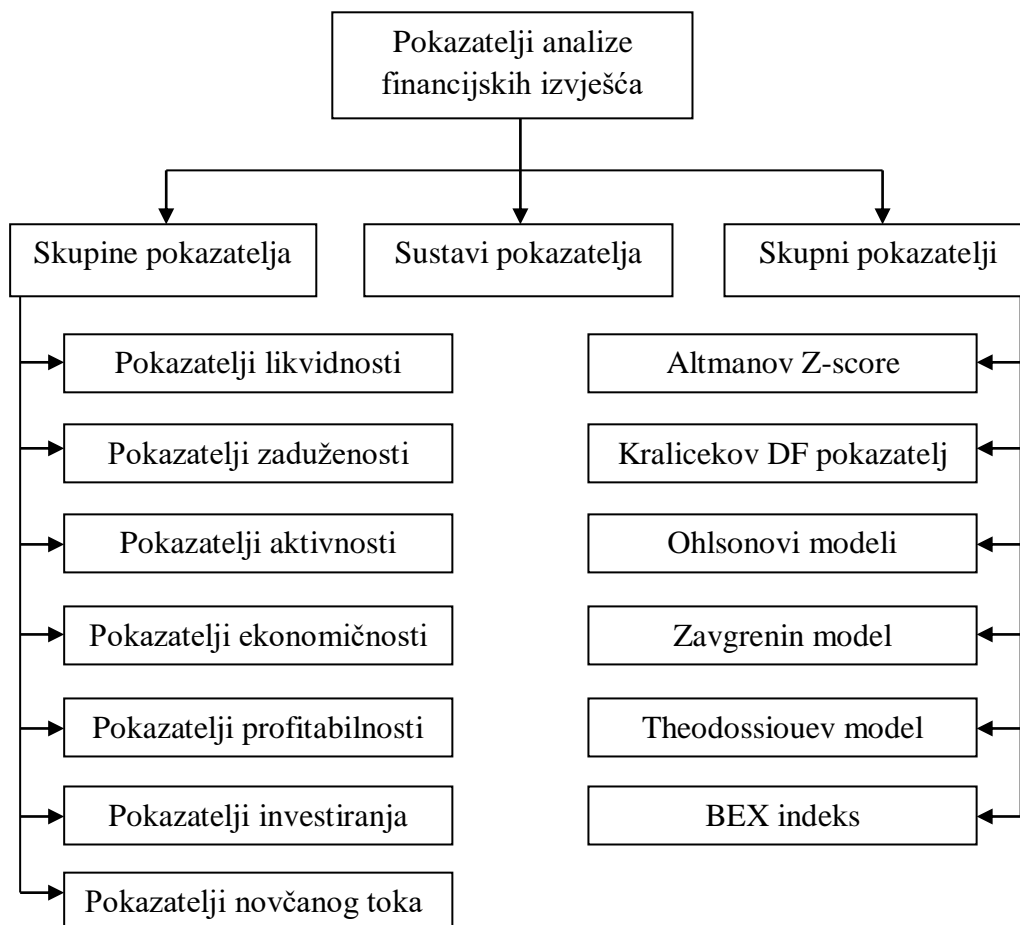 Pokazatelji analize
financijskih izvješća
Skupine pokazatelja
Sustavi pokazatelja
Skupni pokazatelji
Pokazatelji likvidnosti
Pokazatelji zaduženosti
Pokazatelji aktivnosti
Pokazatelji ekonomičnosti
Pokazatelji profitabilnosti
Pokazatelji investiranja
Pokazatelji novčanog toka
Altmanov Z-score
Kralicekov DF pokazatelj
Ohlsonovi modeli
Zavgrenin model
Theodossiouev model
BEX indeks